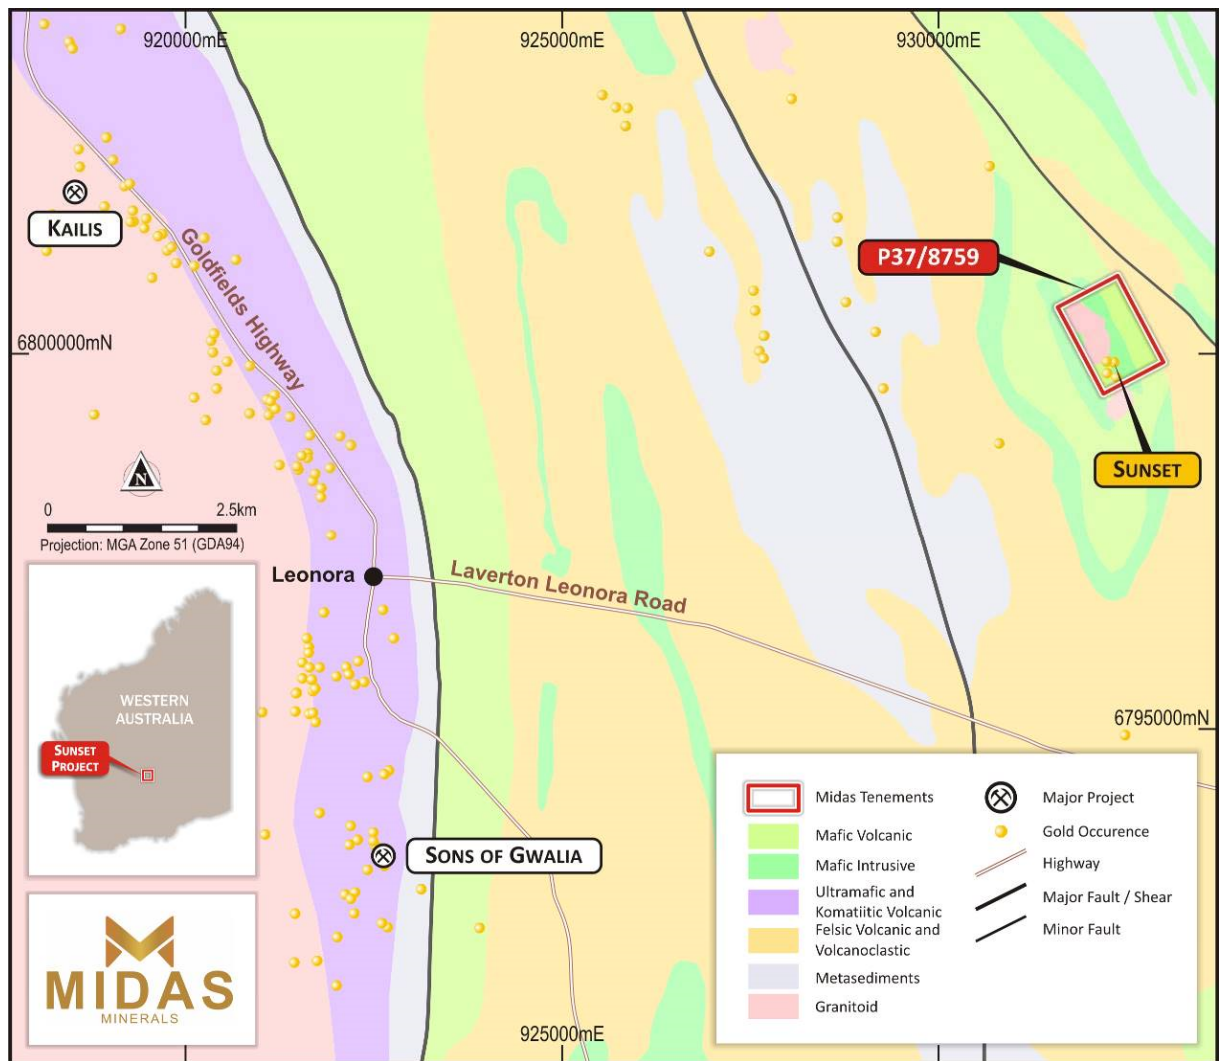 920000mE
925000mE
930000mE
KAILIS
Goldfields Highway
P37/8759
6800000mN
SUNSET
N
0 2.5km
Projection: MGA Zone 51 (GDA94)
Leonora
Laverton Leonora Road
WESTERN
AUSTRALIA
SUNSET
PROJECT
6795000mN
SONS OF GWALIA
Midas Tenements
Mafic Volcanic
Mafic Intrusive
Ultramafic and
Komatiitic Volcanic
Felsic Volcanic and
Volcanoclastic
Metasediments
Granitoid
Major Project
Gold Occurence
Highway
Major Fault / Shear
Minor Fault
MIDAS
MINERALS
925000mE